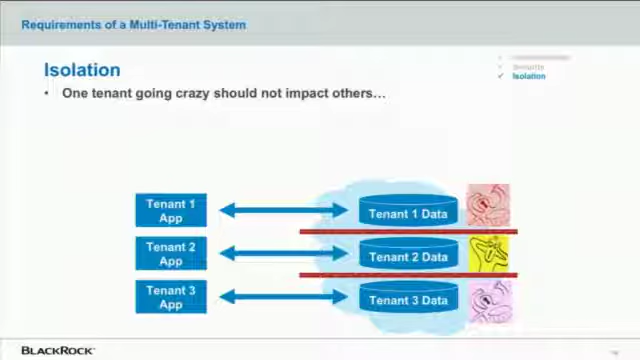 Requirements of a Multi-Tenant System
Isolation
Security
Isolation
• One tenant going crazy should not impact others…
Tenant 1
App
Tenant 1 Data
Tenant 2
App
Tenant 2 Data
Tenant 3
App
Tenant 3 Data
BLACKROCK